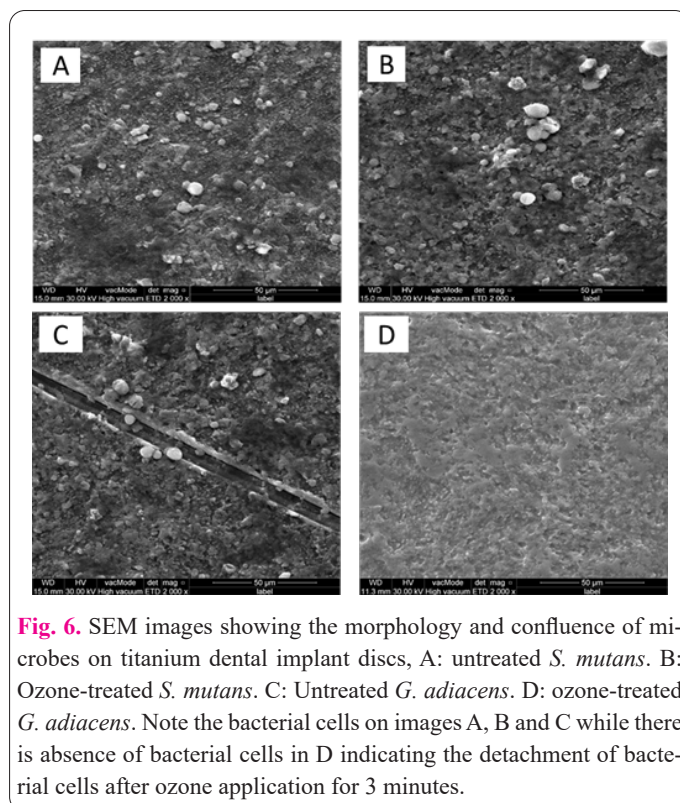 A
B
WD HV vacMode det mag 50 µm
15.0 mm 30.00 kV High vacuum ETD 2 000 x label
WD HV vacMode det mag 50 µm
15.0 mm 30.00 kV High vacuum ETD 2 000 x label
C
D
WD HV vacMode det mag 50 µm
15.0 mm 30.00 kV High vacuum ETD 2 000 x label
WD HV vacMode det mag 50 µm
11.3 mm 30.00 kV High vacuum ETD 2 000 x label
Fig. 6. SEM images showing the morphology and confluence of mi-
crobes on titanium dental implant discs, A: untreated S. mutans. B:
Ozone-treated S. mutans. C: Untreated G. adiacens. D: ozone-treated
G. adiacens. Note the bacterial cells on images A, B and C while there
is absence of bacterial cells in D indicating the detachment of bacte-
rial cells after ozone application for 3 minutes.